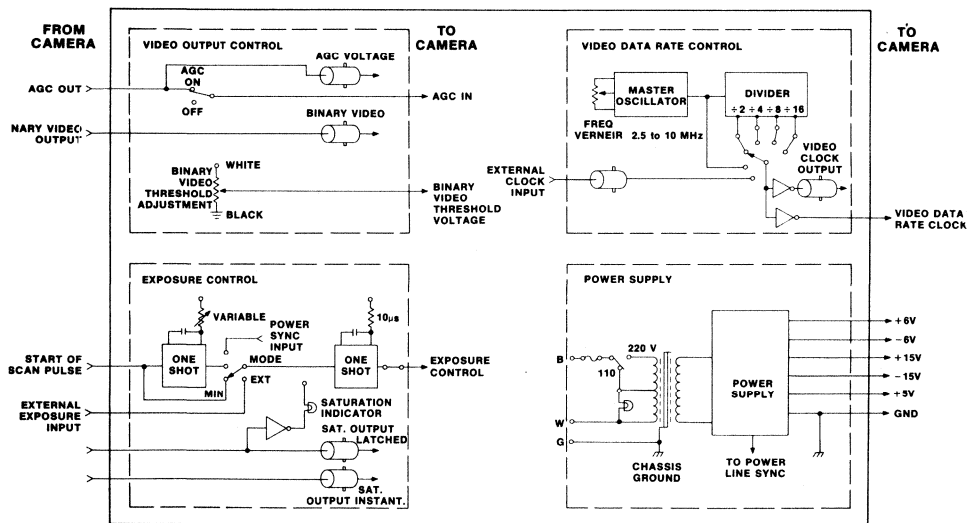 FROM
CAMERA
TO
CAMERA
TO
CAMERA
VIDEO OUTPUT CONTROL
AGC VOLTAGE
AGC
ON
AGC OUT
AGC IN
OFF
BINARY VIDEO
NARY VIDEO
OUTPUT
WHITE
BINARY
VIDEO
THRESHOLD
ADJUSTMENT
BLACK
BINARY
VIDEO
THRESHOLD
VOLTAGE
VIDEO DATA RATE CONTROL
MASTER
OSCILLATOR
DIVIDER
÷2 ÷4 ÷8 ÷16
FREQ
VERNEIR
2.5 to 10 MHz
VIDEO
CLOCK
OUTPUT
EXTERNAL
CLOCK
INPUT
VIDEO DATA
RATE CLOCK
EXPOSURE CONTROL
VARIABLE
POWER
SYNC
INPUT
10μs
START OF
SCAN PULSE
ONE
SHOT
MODE
ONE
SHOT
EXPOSURE
CONTROL
MIN
EXT
EXTERNAL
EXPOSURE
INPUT
SATURATION
INDICATOR
SAT. OUTPUT
LATCHED
SAT.
OUTPUT INSTANT.
POWER SUPPLY
B
220 V
110
W
G
CHASSIS
GROUND
POWER
SUPPLY
TO POWER
LINE SYNC
+6V
-6V
+15V
-15V
+5V
GND